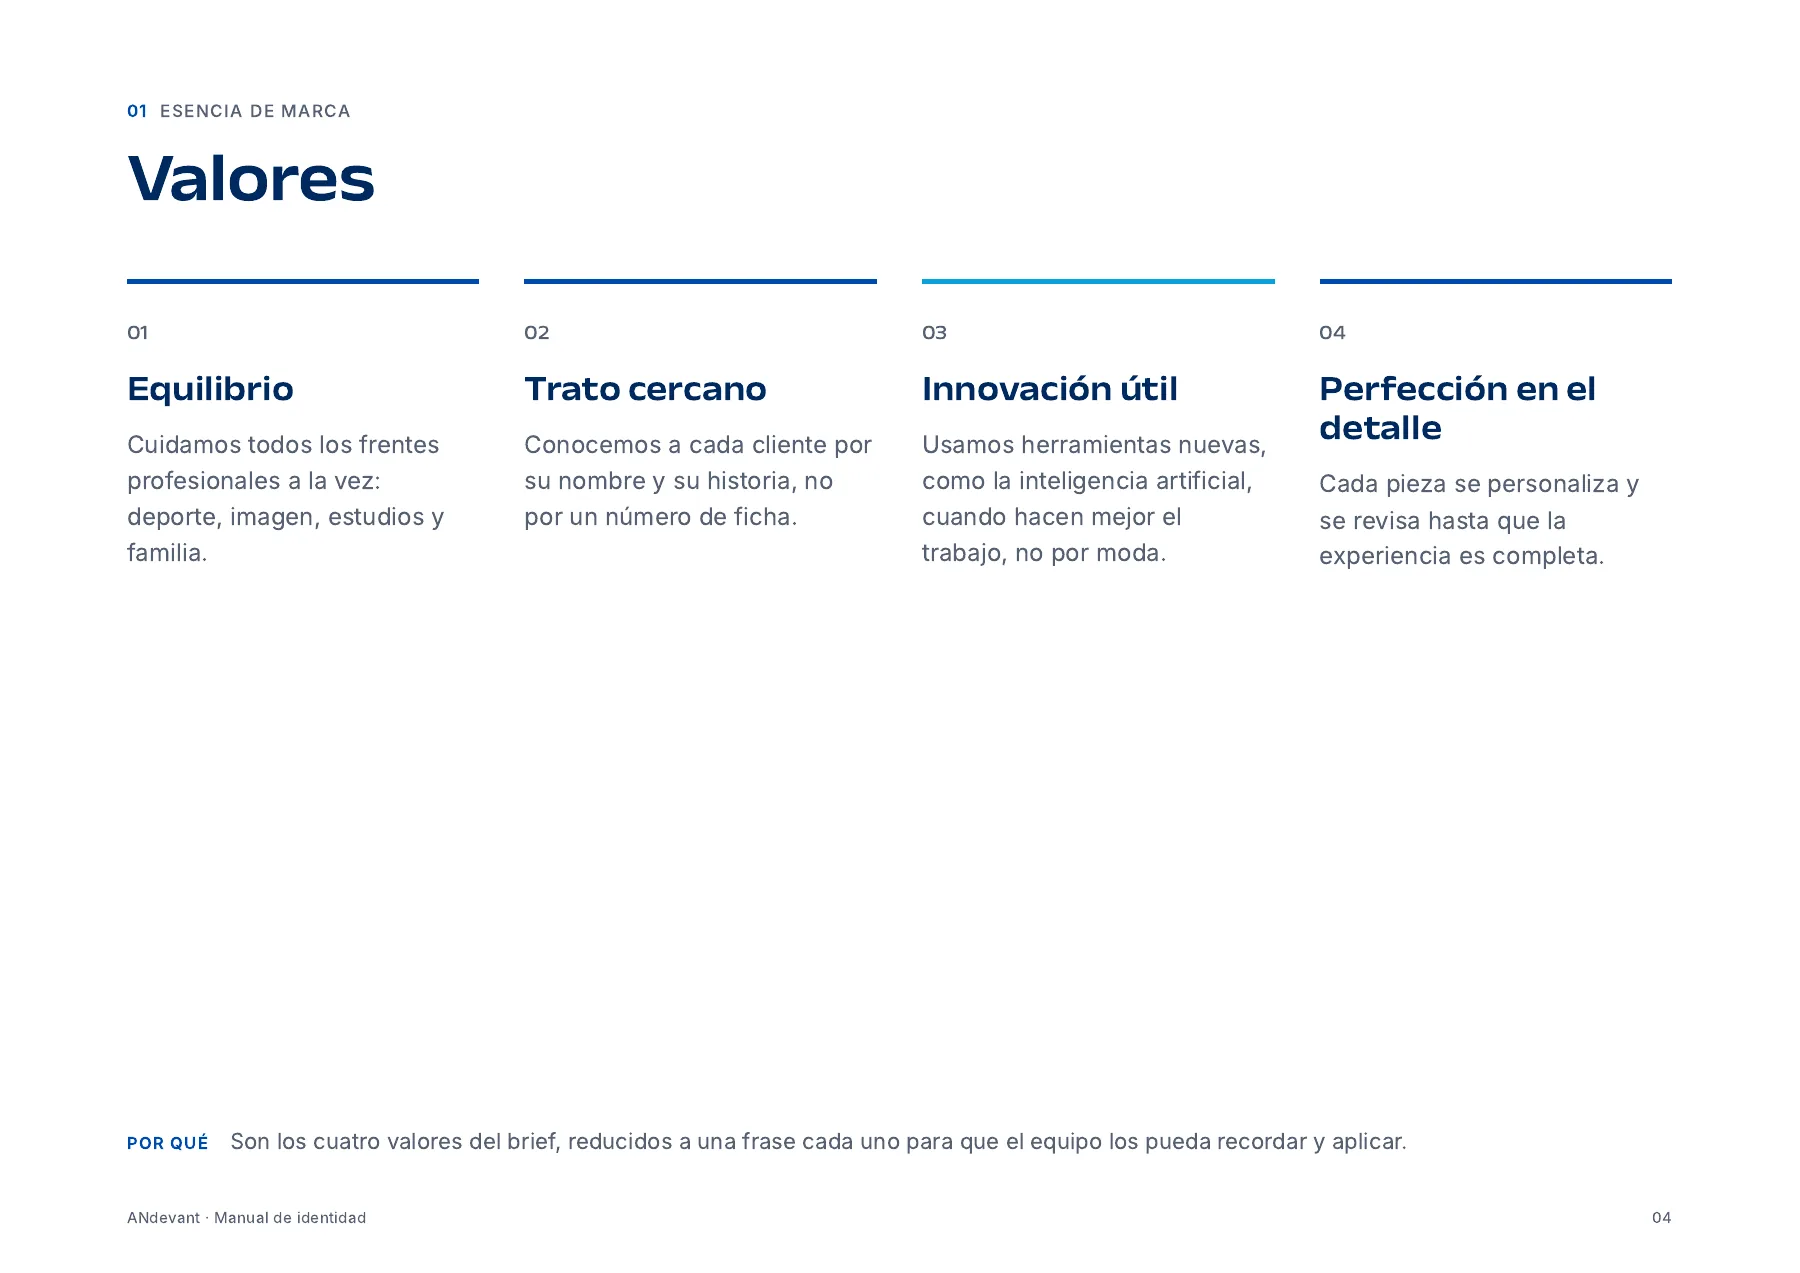 01 ESENCIA DE MARCA
Valores
01
Equilibrio
Cuidamos todos los frentes
profesionales a la vez:
deporte, imagen, estudios y
familia.
02
Trato cercano
Conocemos a cada cliente por
su nombre y su historia, no
por un número de ficha.
03
Innovación útil
Usamos herramientas nuevas,
como la inteligencia artificial,
cuando hacen mejor el
trabajo, no por moda.
04
Perfección en el
detalle
Cada pieza se personaliza y
se revisa hasta que la
experiencia es completa.
POR QUÉ Son los cuatro valores del brief, reducidos a una frase cada uno para que el equipo los pueda recordar y aplicar.
ANdevant · Manual de identidad
04